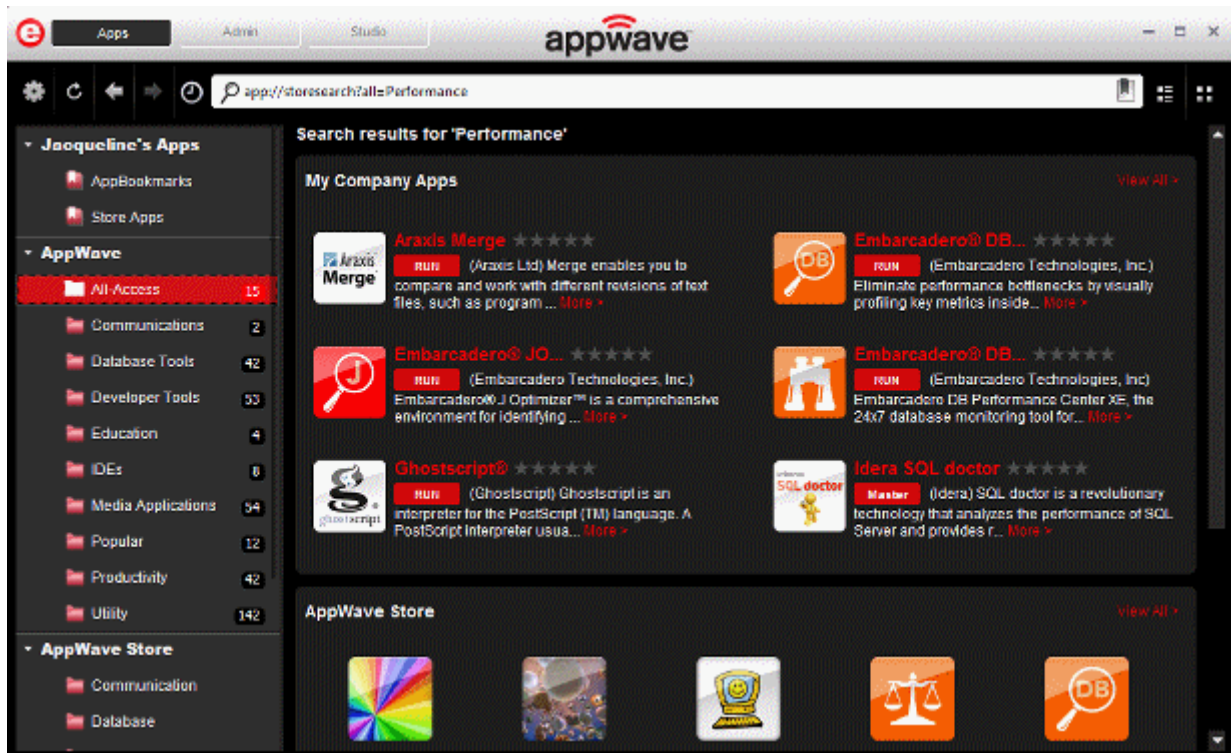 e
Apps
Admin
Studio
appwave
app://storesearch?all=Performance
Jacqueline's Apps
AppBookmarks
Store Apps
AppWave
All-Access 15
Communications 2
Database Tools 42
Developer Tools 53
Education 4
IDEs 8
Media Applications 54
Popular 12
Productivity 42
Utility 142
AppWave Store
Communication
Database
Search results for 'Performance'
My Company Apps
View All >
Araxis
Merge
Araxis Merge
RUN (Araxis Ltd) Merge enables you to
compare and work with different revisions of text
files, such as program ... More >
DB
Embarcadero® DB...
RUN (Embarcadero Technologies, Inc.)
Eliminate performance bottlenecks by visually
profiling key metrics inside... More >
J
Embarcadero® JO...
RUN (Embarcadero Technologies, Inc.)
Embarcadero® J Optimizer™ is a comprehensive
environment for identifying ... More >
Embarcadero® DB...
RUN (Embarcadero Technologies, Inc)
Embarcadero DB Performance Center XE, the
24x7 database monitoring tool for... More >
ghostscript
Ghostscript®
RUN (Ghostscript) Ghostscript is an
interpreter for the PostScript (TM) language. A
PostScript interpreter usua... More >
SQL doctor
Idera SQL doctor
Master (Idera) SQL doctor is a revolutionary
technology that analyzes the performance of SQL
Server and provides r... More >
AppWave Store
View All >
DB